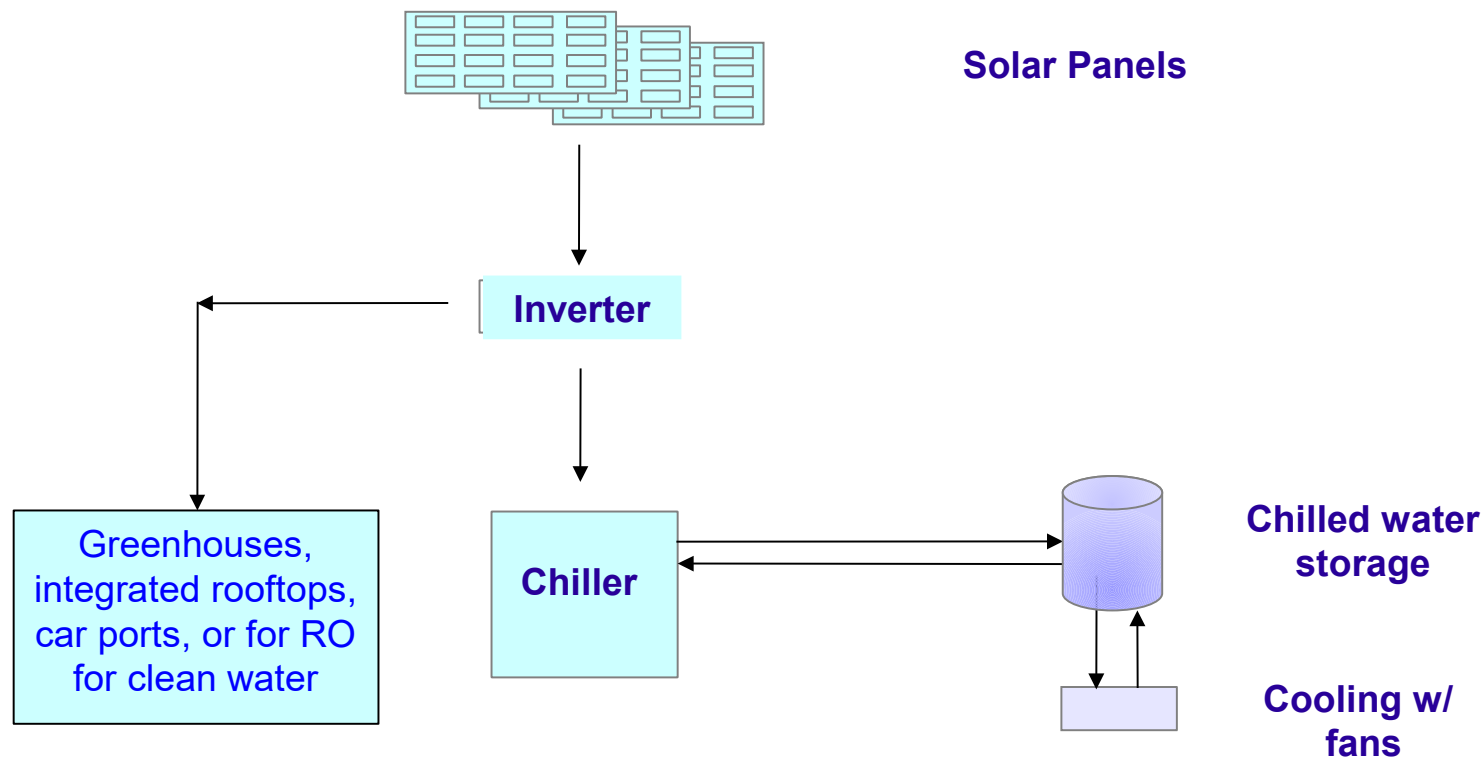 Solar Panels
Inverter
Greenhouses,
integrated rooftops,
car ports, or for RO
for clean water
Chiller
Chilled water
storage
Cooling w/
fans